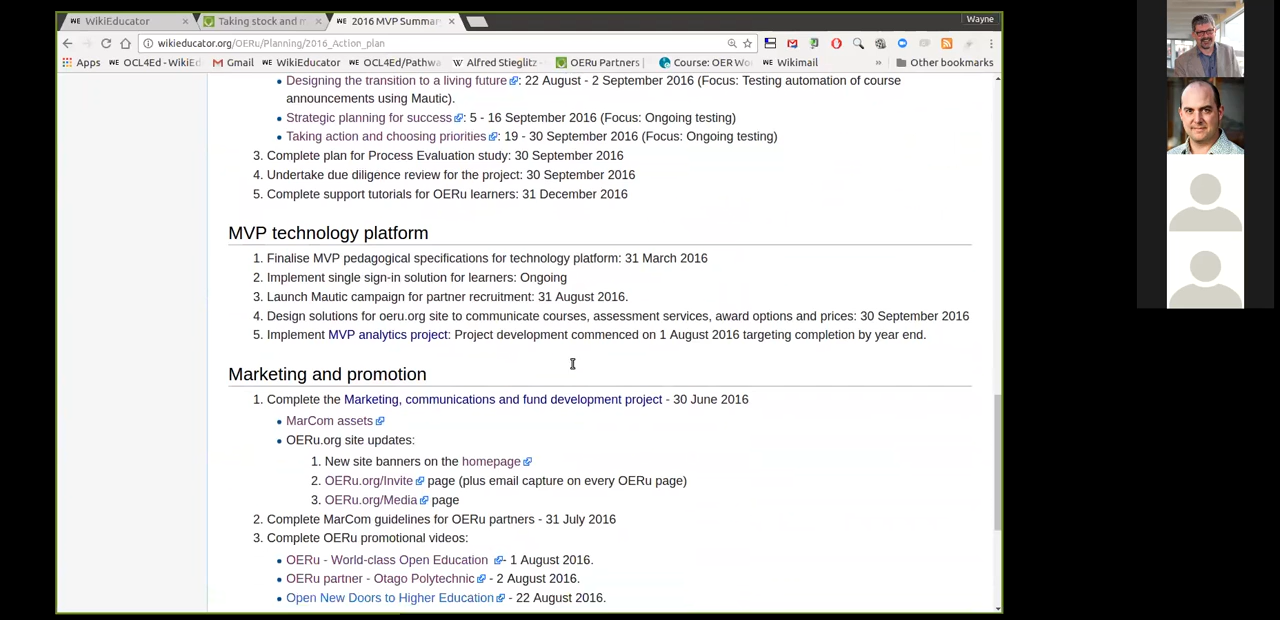 WikiEducator
Taking stock and m
2016 MVP Summar
Wayne
wikieducator.org/OERu/Planning/2016_Action_plan
Apps OCL4Ed - WikiEd Gmail WikiEducator OCL4Ed/Pathwa Alfred Stieglitz - OERu Partners Course: OER Wo Wikimail » Other bookmarks
Designing the transition to a living future: 22 August - 2 September 2016 (Focus: Testing automation of course
announcements using Mautic).
Strategic planning for success: 5 - 16 September 2016 (Focus: Ongoing testing)
Taking action and choosing priorities: 19 - 30 September 2016 (Focus: Ongoing testing)
3. Complete plan for Process Evaluation study: 30 September 2016
4. Undertake due diligence review for the project: 30 September 2016
5. Complete support tutorials for OERu learners: 31 December 2016
MVP technology platform
1. Finalise MVP pedagogical specifications for technology platform: 31 March 2016
2. Implement single sign-in solution for learners: Ongoing
3. Launch Mautic campaign for partner recruitment: 31 August 2016.
4. Design solutions for oeru.org site to communicate courses, assessment services, award options and prices: 30 September 2016
5. Implement MVP analytics project: Project development commenced on 1 August 2016 targeting completion by year end.
Marketing and promotion
1. Complete the Marketing, communications and fund development project - 30 June 2016
MarCom assets
OERu.org site updates:
1. New site banners on the homepage
2. OERu.org/Invite page (plus email capture on every OERu page)
3. OERu.org/Media page
2. Complete MarCom guidelines for OERu partners - 31 July 2016
3. Complete OERu promotional videos:
OERu - World-class Open Education - 1 August 2016.
OERu partner - Otago Polytechnic - 2 August 2016.
Open New Doors to Higher Education - 22 August 2016.